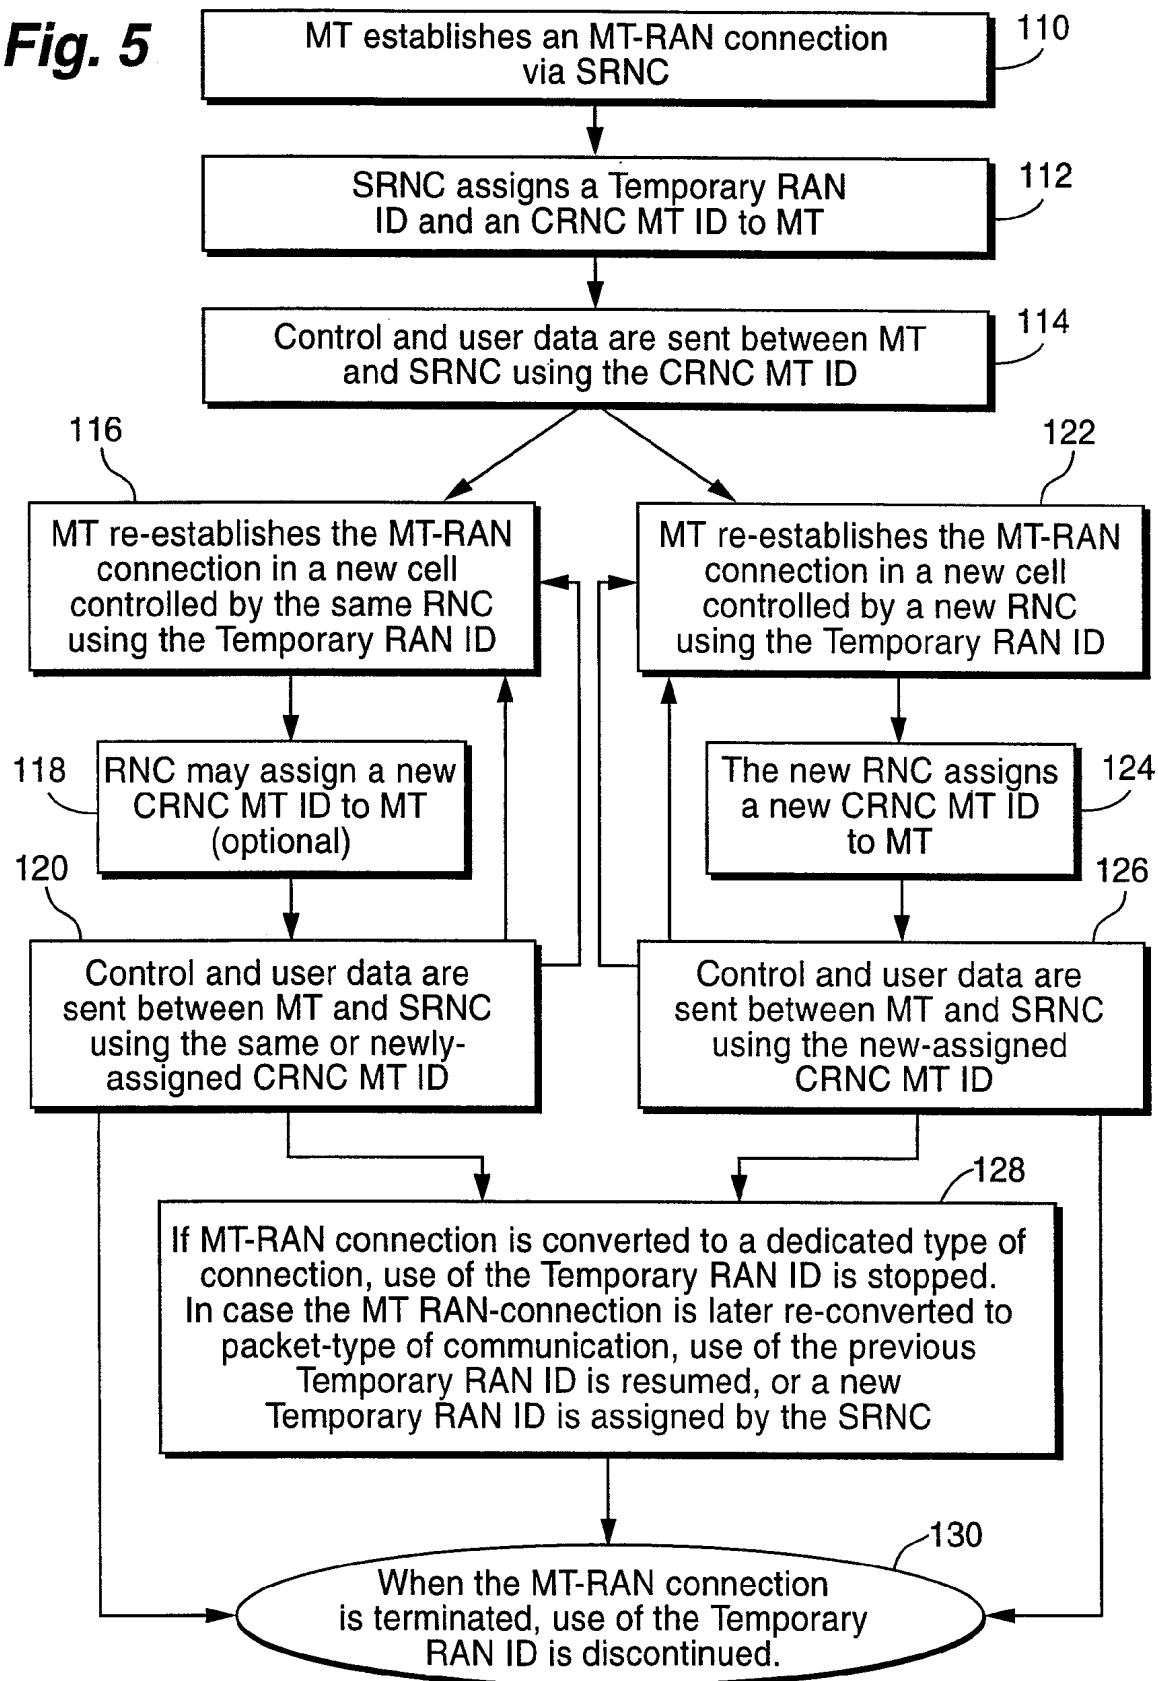 Fig. 5
MT establishes an MT-RAN connection
via SRNC
110
SRNC assigns a Temporary RAN
ID and an CRNC MT ID to MT
112
Control and user data are sent between MT
and SRNC using the CRNC MT ID
114
116
MT re-establishes the MT-RAN
connection in a new cell
controlled by the same RNC
using the Temporary RAN ID
122
MT re-establishes the MT-RAN
connection in a new cell
controlled by a new RNC
using the Temporary RAN ID
118
RNC may assign a new
CRNC MT ID to MT
(optional)
The new RNC assigns
a new CRNC MT ID
to MT
124
120
Control and user data are
sent between MT and SRNC
using the same or newly-
assigned CRNC MT ID
126
Control and user data are
sent between MT and SRNC
using the new-assigned
CRNC MT ID
128
If MT-RAN connection is converted to a dedicated type of
connection, use of the Temporary RAN ID is stopped.
In case the MT RAN-connection is later re-converted to
packet-type of communication, use of the previous
Temporary RAN ID is resumed, or a new
Temporary RAN ID is assigned by the SRNC
130
When the MT-RAN connection
is terminated, use of the Temporary
RAN ID is discontinued.